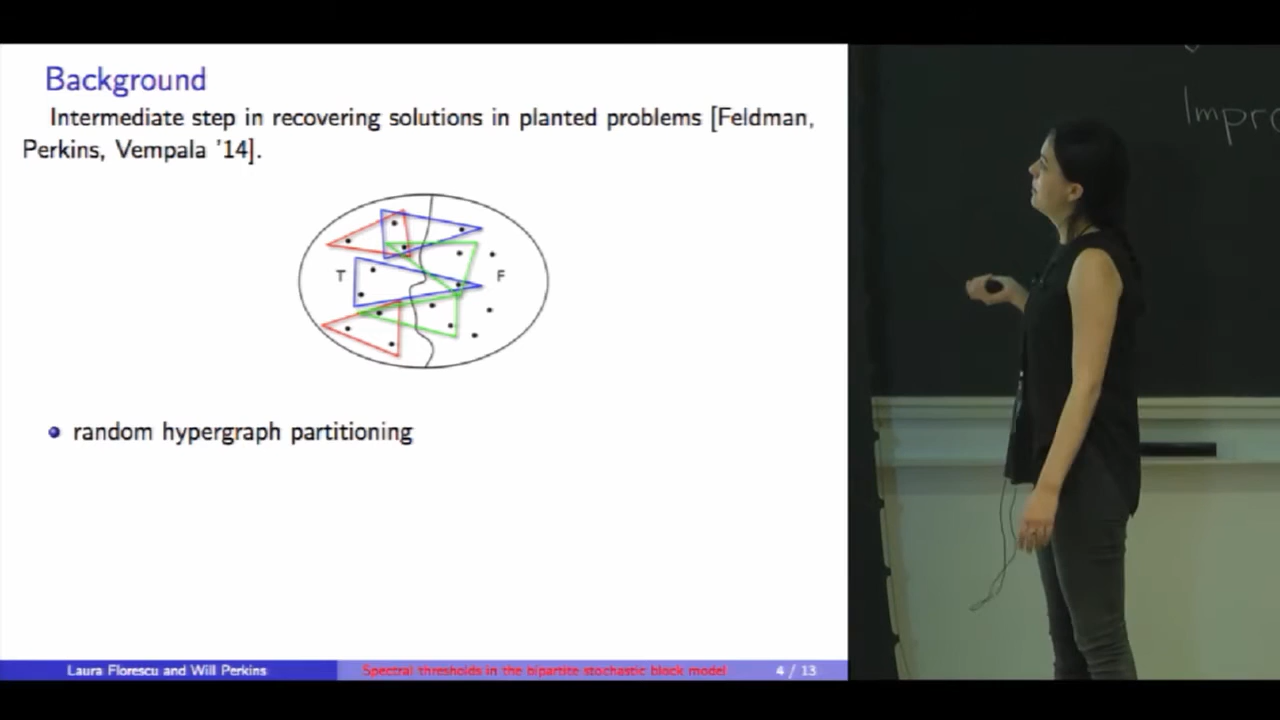 Background
Intermediate step in recovering solutions in planted problems [Feldman,
Perkins, Vempala '14].
T
F
random hypergraph partitioning
Laura Florescu and Will Perkins
Spectral thresholds in the bipartite stochastic block model
4 / 13